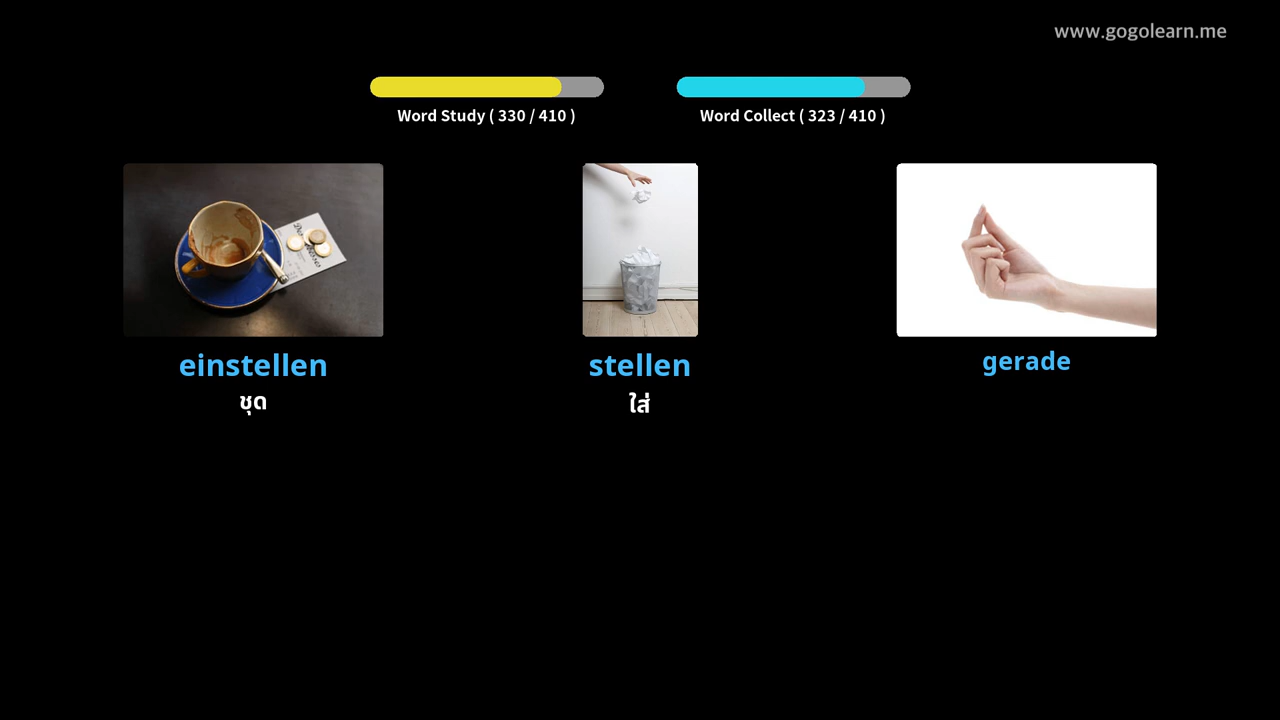 www.gogolearn.me
Word Study ( 330 / 410 )
Word Collect ( 323 / 410 )
einstellen
ชุด
stellen
ใส่
gerade